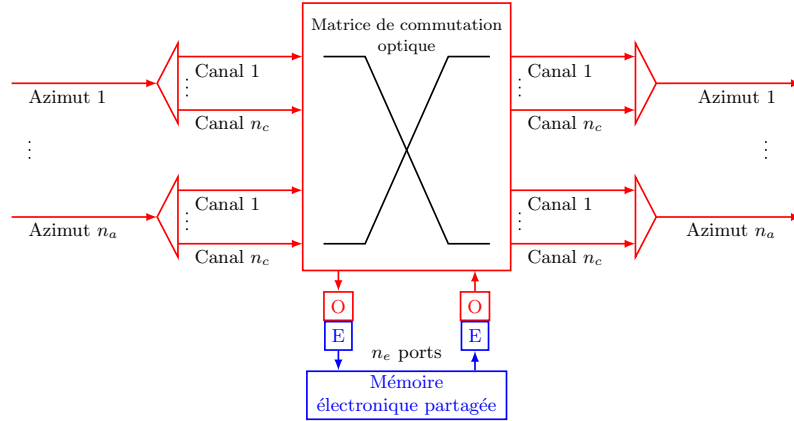 Matrice de commutation
optique
Azimut 1
⋮
Azimut n_a
Canal 1
⋮
Canal n_c
Canal 1
⋮
Canal n_c
Canal 1
⋮
Canal n_c
Canal 1
⋮
Canal n_c
Azimut 1
⋮
Azimut n_a
O
E
O
E
n_e ports
Mémoire
électronique partagée